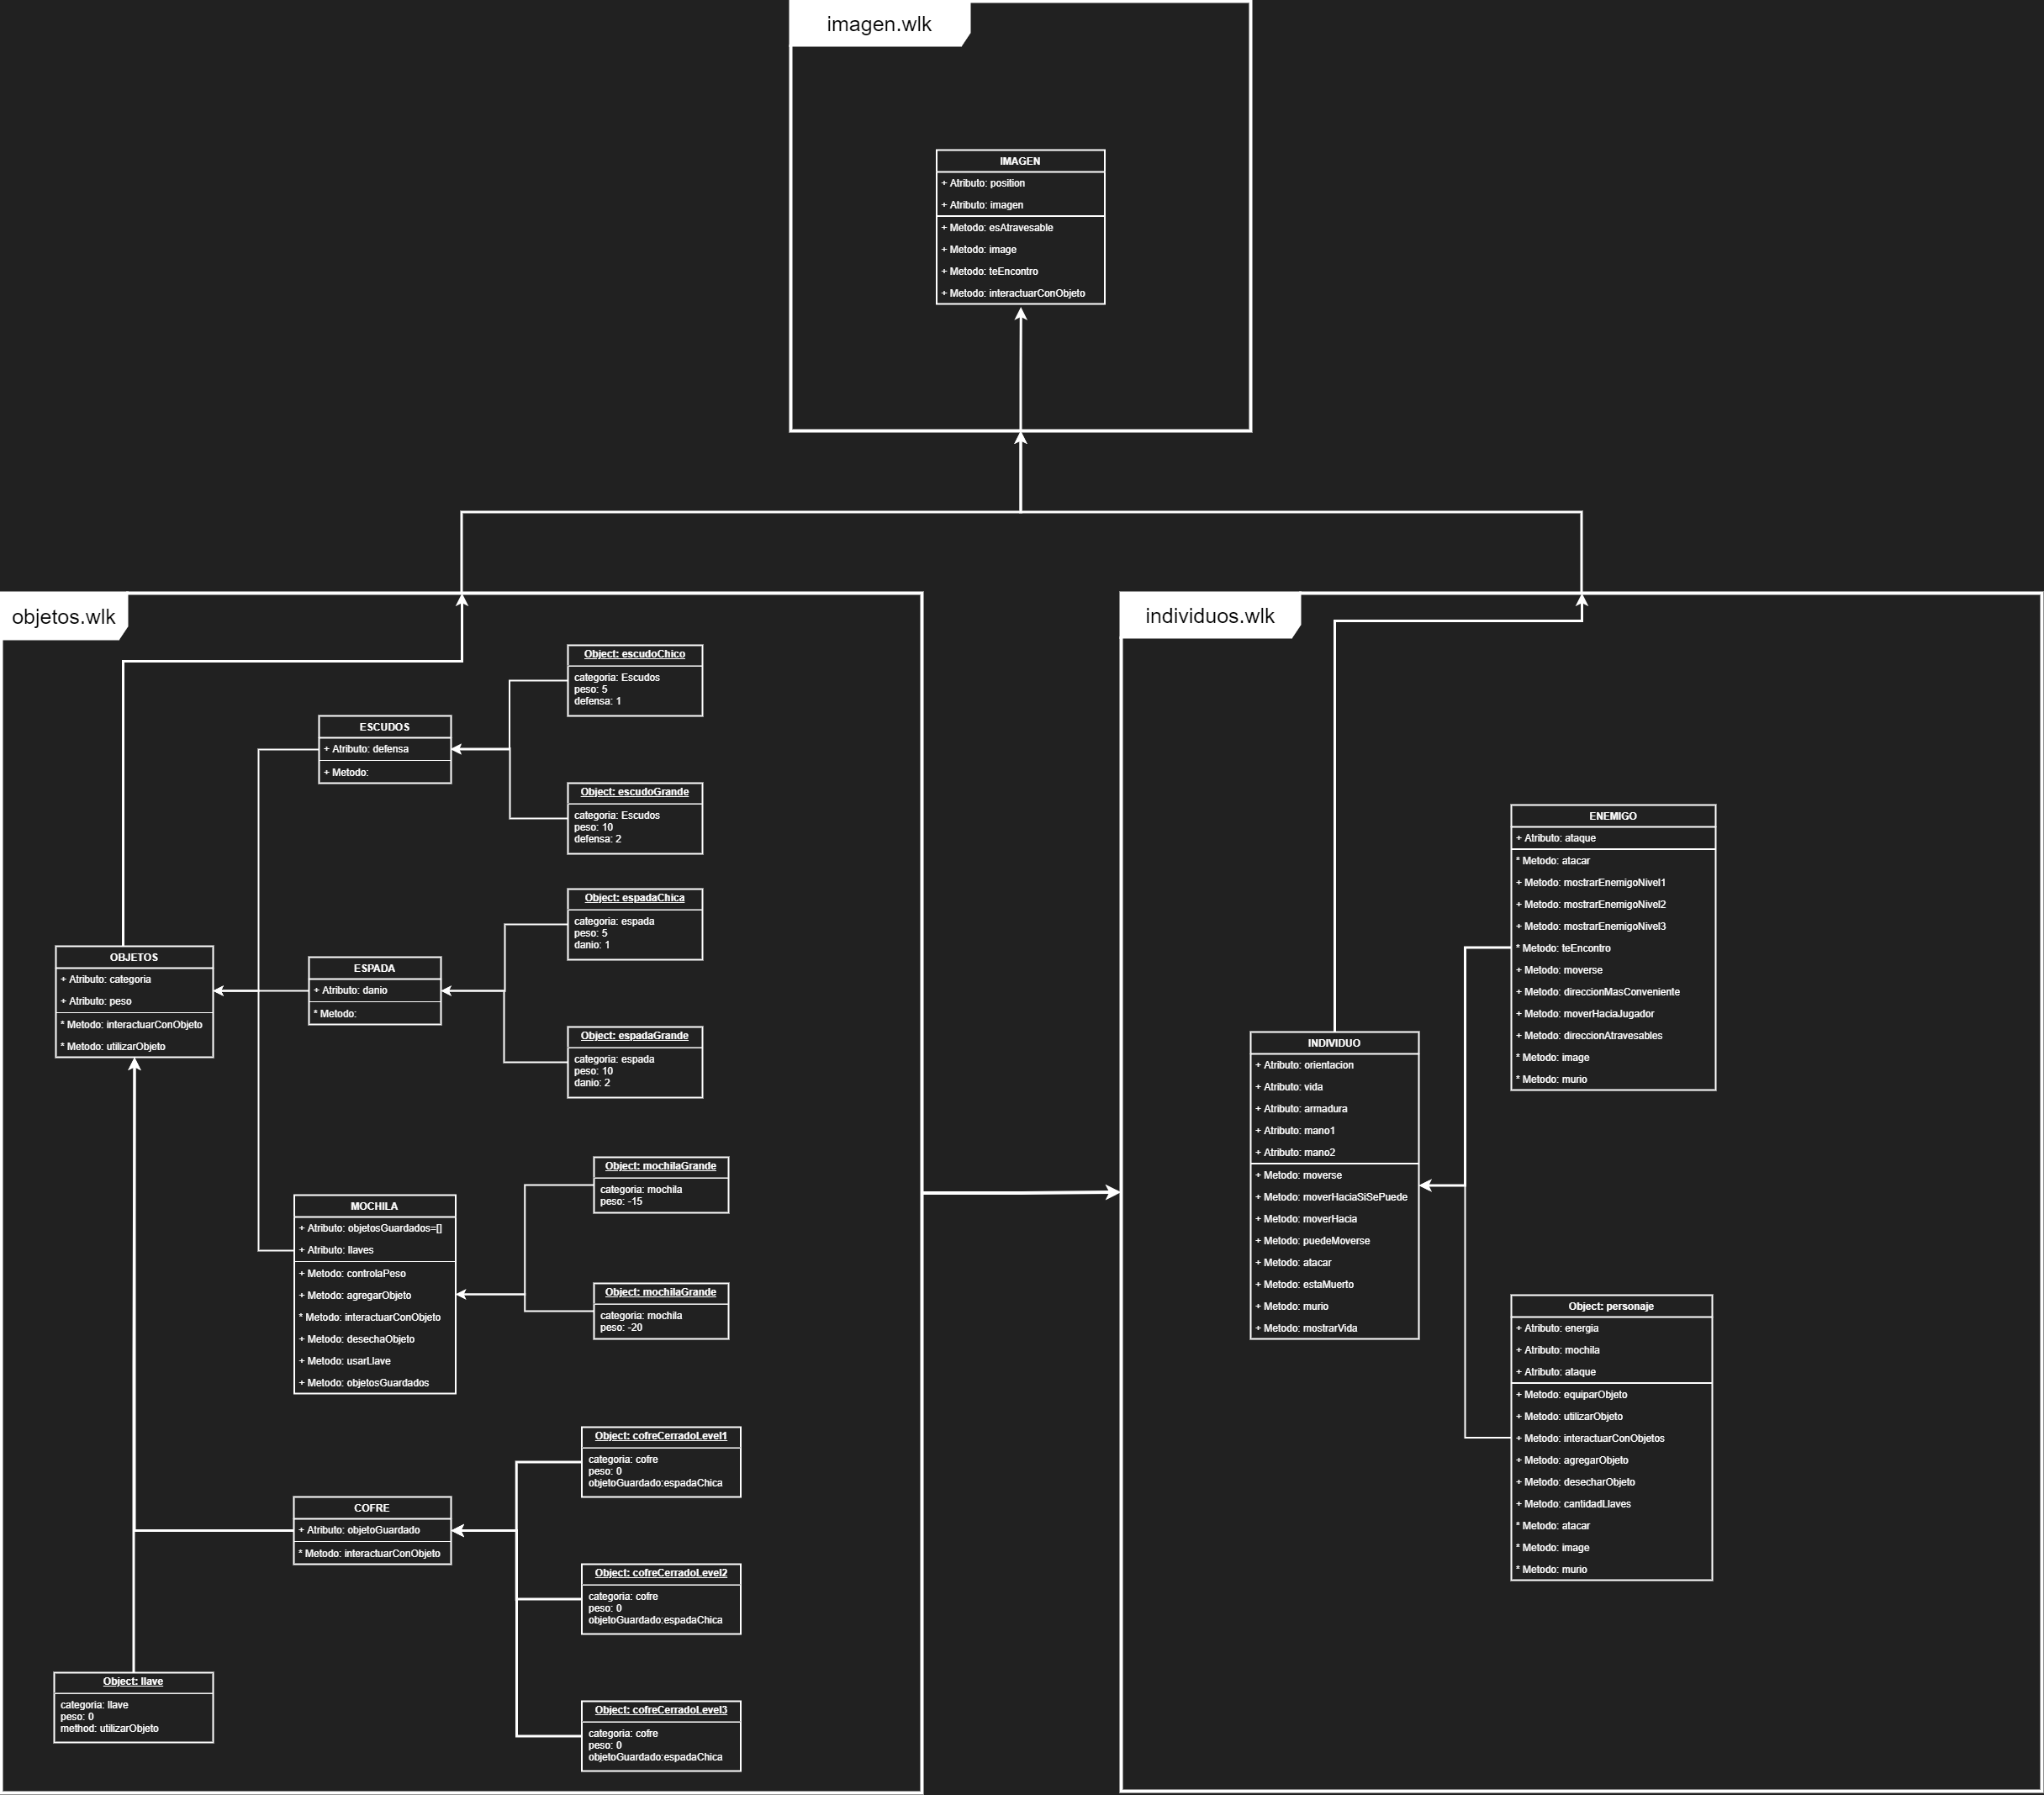 imagen.wlk
IMAGEN
+ Atributo: position
+ Atributo: imagen
+ Metodo: esAtravesable
+ Metodo: image
+ Metodo: teEncontro
+ Metodo: interactuarConObjeto
objetos.wlk
Object: escudoChico
categoria: Escudos
peso: 5
defensa: 1
ESCUDOS
+ Atributo: defensa
+ Metodo:
Object: escudoGrande
categoria: Escudos
peso: 10
defensa: 2
Object: espadaChica
categoria: espada
peso: 5
danio: 1
OBJETOS
+ Atributo: categoria
+ Atributo: peso
* Metodo: interactuarConObjeto
* Metodo: utilizarObjeto
ESPADA
+ Atributo: danio
* Metodo:
Object: espadaGrande
categoria: espada
peso: 10
danio: 2
Object: mochilaGrande
categoria: mochila
peso: -15
MOCHILA
+ Atributo: objetosGuardados=[]
+ Atributo: llaves
+ Metodo: controlaPeso
+ Metodo: agregarObjeto
* Metodo: interactuarConObjeto
+ Metodo: desechaObjeto
+ Metodo: usarLlave
+ Metodo: objetosGuardados
Object: mochilaGrande
categoria: mochila
peso: -20
Object: cofreCerradoLevel1
categoria: cofre
peso: 0
objetoGuardado:espadaChica
COFRE
+ Atributo: objetoGuardado
* Metodo: interactuarConObjeto
Object: cofreCerradoLevel2
categoria: cofre
peso: 0
objetoGuardado:espadaChica
Object: llave
categoria: llave
peso: 0
method: utilizarObjeto
Object: cofreCerradoLevel3
categoria: cofre
peso: 0
objetoGuardado:espadaChica
individuos.wlk
ENEMIGO
+ Atributo: ataque
* Metodo: atacar
+ Metodo: mostrarEnemigoNivel1
+ Metodo: mostrarEnemigoNivel2
+ Metodo: mostrarEnemigoNivel3
* Metodo: teEncontro
+ Metodo: moverse
+ Metodo: direccionMasConveniente
+ Metodo: moverHaciaJugador
+ Metodo: direccionAtravesables
* Metodo: image
* Metodo: murio
INDIVIDUO
+ Atributo: orientacion
+ Atributo: vida
+ Atributo: armadura
+ Atributo: mano1
+ Atributo: mano2
+ Metodo: moverse
+ Metodo: moverHaciaSiSePuede
+ Metodo: moverHacia
+ Metodo: puedeMoverse
+ Metodo: atacar
+ Metodo: estaMuerto
+ Metodo: murio
+ Metodo: mostrarVida
Object: personaje
+ Atributo: energia
+ Atributo: mochila
+ Atributo: ataque
+ Metodo: equiparObjeto
+ Metodo: utilizarObjeto
+ Metodo: interactuarConObjetos
+ Metodo: agregarObjeto
+ Metodo: desecharObjeto
+ Metodo: cantidadLlaves
* Metodo: atacar
* Metodo: image
* Metodo: murio